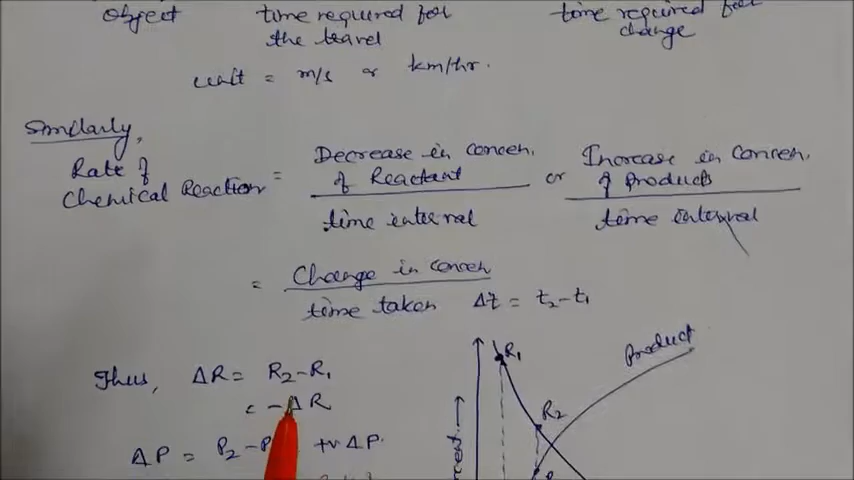 object time required for time required for
the travel change
unit = m/s or km/hr.
Similarly,
Rate of Chemical Reaction = Decrease in concen. of Reactant / time interval or Increase in concen. of Products / time interval
= Change in concen / time taken Δt = t₂-t₁
Thus, ΔR = R₂-R₁
= -ΔR
ΔP = P₂-P +v ΔP.
R₁
R₂
Product